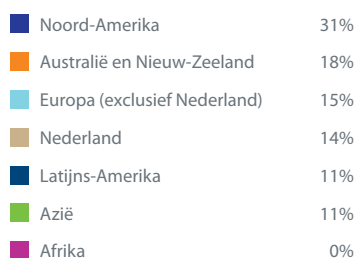 Noord-Amerika 31%
Australië en Nieuw-Zeeland 18%
Europa (exclusief Nederland) 15%
Nederland 14%
Latijns-Amerika 11%
Azië 11%
Afrika 0%